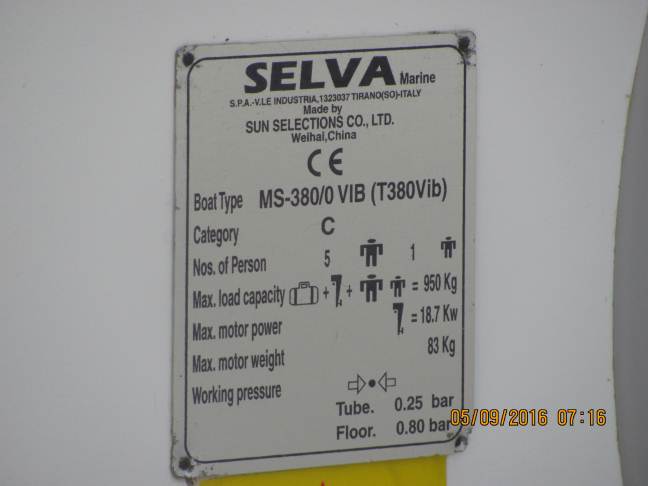 SELVA Marine
S.P.A.-V.LE INDUSTRIA,1323037 TIRANO(SO)-ITALY
Made by
SUN SELECTIONS CO., LTD.
Weihai,China
CE
Boat Type MS-380/0 VIB (T380Vib)
Category C
Nos. of Person 5 1
Max. load capacity + + = 950 Kg
Max. motor power = 18.7 Kw
Max. motor weight 83 Kg
Working pressure
Tube. 0.25 bar
Floor. 0.80 bar
05/09/2016 07:16